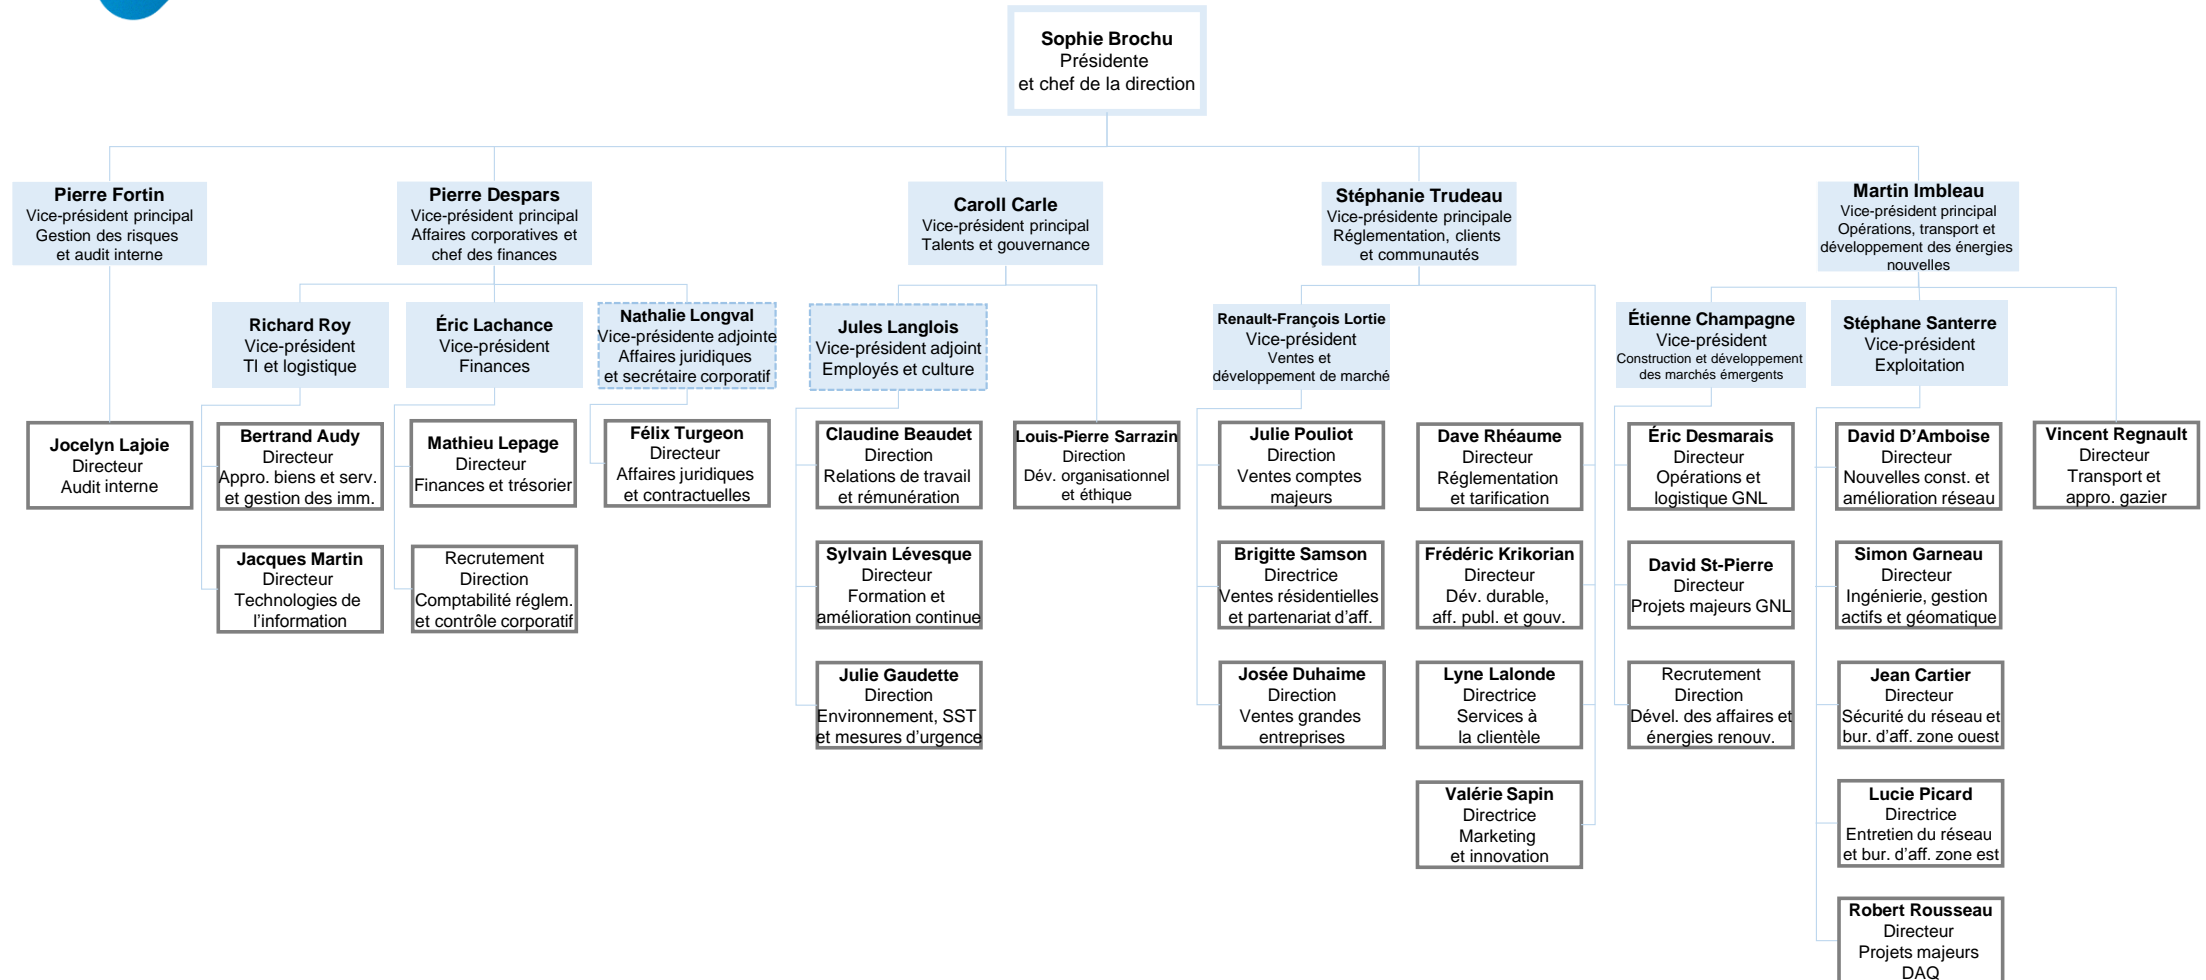 Sophie Brochu
Présidente
et chef de la direction
Pierre Fortin
Vice-président principal
Gestion des risques
et audit interne
Pierre Despars
Vice-président principal
Affaires corporatives et
chef des finances
Caroll Carle
Vice-président principal
Talents et gouvernance
Stéphanie Trudeau
Vice-présidente principale
Réglementation, clients
et communautés
Martin Imbleau
Vice-président principal
Opérations, transport et
développement des énergies
nouvelles
Richard Roy
Vice-président
TI et logistique
Éric Lachance
Vice-président
Finances
Nathalie Longval
Vice-présidente adjointe
Affaires juridiques
et secrétaire corporatif
Jules Langlois
Vice-président adjoint
Employés et culture
Renault-François Lortie
Vice-président
Ventes et
développement de marché
Étienne Champagne
Vice-président
Construction et développement
des marchés émergents
Stéphane Santerre
Vice-président
Exploitation
Jocelyn Lajoie
Directeur
Audit interne
Bertrand Audy
Directeur
Appro. biens et serv.
et gestion des imm.
Mathieu Lepage
Directeur
Finances et trésorier
Félix Turgeon
Directeur
Affaires juridiques
et contractuelles
Claudine Beaudet
Direction
Relations de travail
et rémunération
Louis-Pierre Sarrazin
Direction
Dév. organisationnel
et éthique
Julie Pouliot
Direction
Ventes comptes
majeurs
Dave Rhéaume
Directeur
Réglementation
et tarification
Éric Desmarais
Directeur
Opérations et
logistique GNL
David D'Amboise
Directeur
Nouvelles const. et
amélioration réseau
Vincent Regnault
Directeur
Transport et
appro. gazier
Jacques Martin
Directeur
Technologies de
l'information
Recrutement
Direction
Comptabilité réglem.
et contrôle corporatif
Sylvain Lévesque
Directeur
Formation et
amélioration continue
Brigitte Samson
Directrice
Ventes résidentielles
et partenariat d'aff.
Frédéric Krikorian
Directeur
Dév. durable,
aff. publ. et gouv.
David St-Pierre
Directeur
Projets majeurs GNL
Simon Garneau
Directeur
Ingénierie, gestion
actifs et géomatique
Julie Gaudette
Direction
Environnement, SST
et mesures d'urgence
Josée Duhaime
Direction
Ventes grandes
entreprises
Lyne Lalonde
Directrice
Services à
la clientèle
Recrutement
Direction
Dével. des affaires et
énergies renouv.
Jean Cartier
Directeur
Sécurité du réseau et
bur. d'aff. zone ouest
Valérie Sapin
Directrice
Marketing
et innovation
Lucie Picard
Directrice
Entretien du réseau
et bur. d'aff. zone est
Robert Rousseau
Directeur
Projets majeurs
DAQ